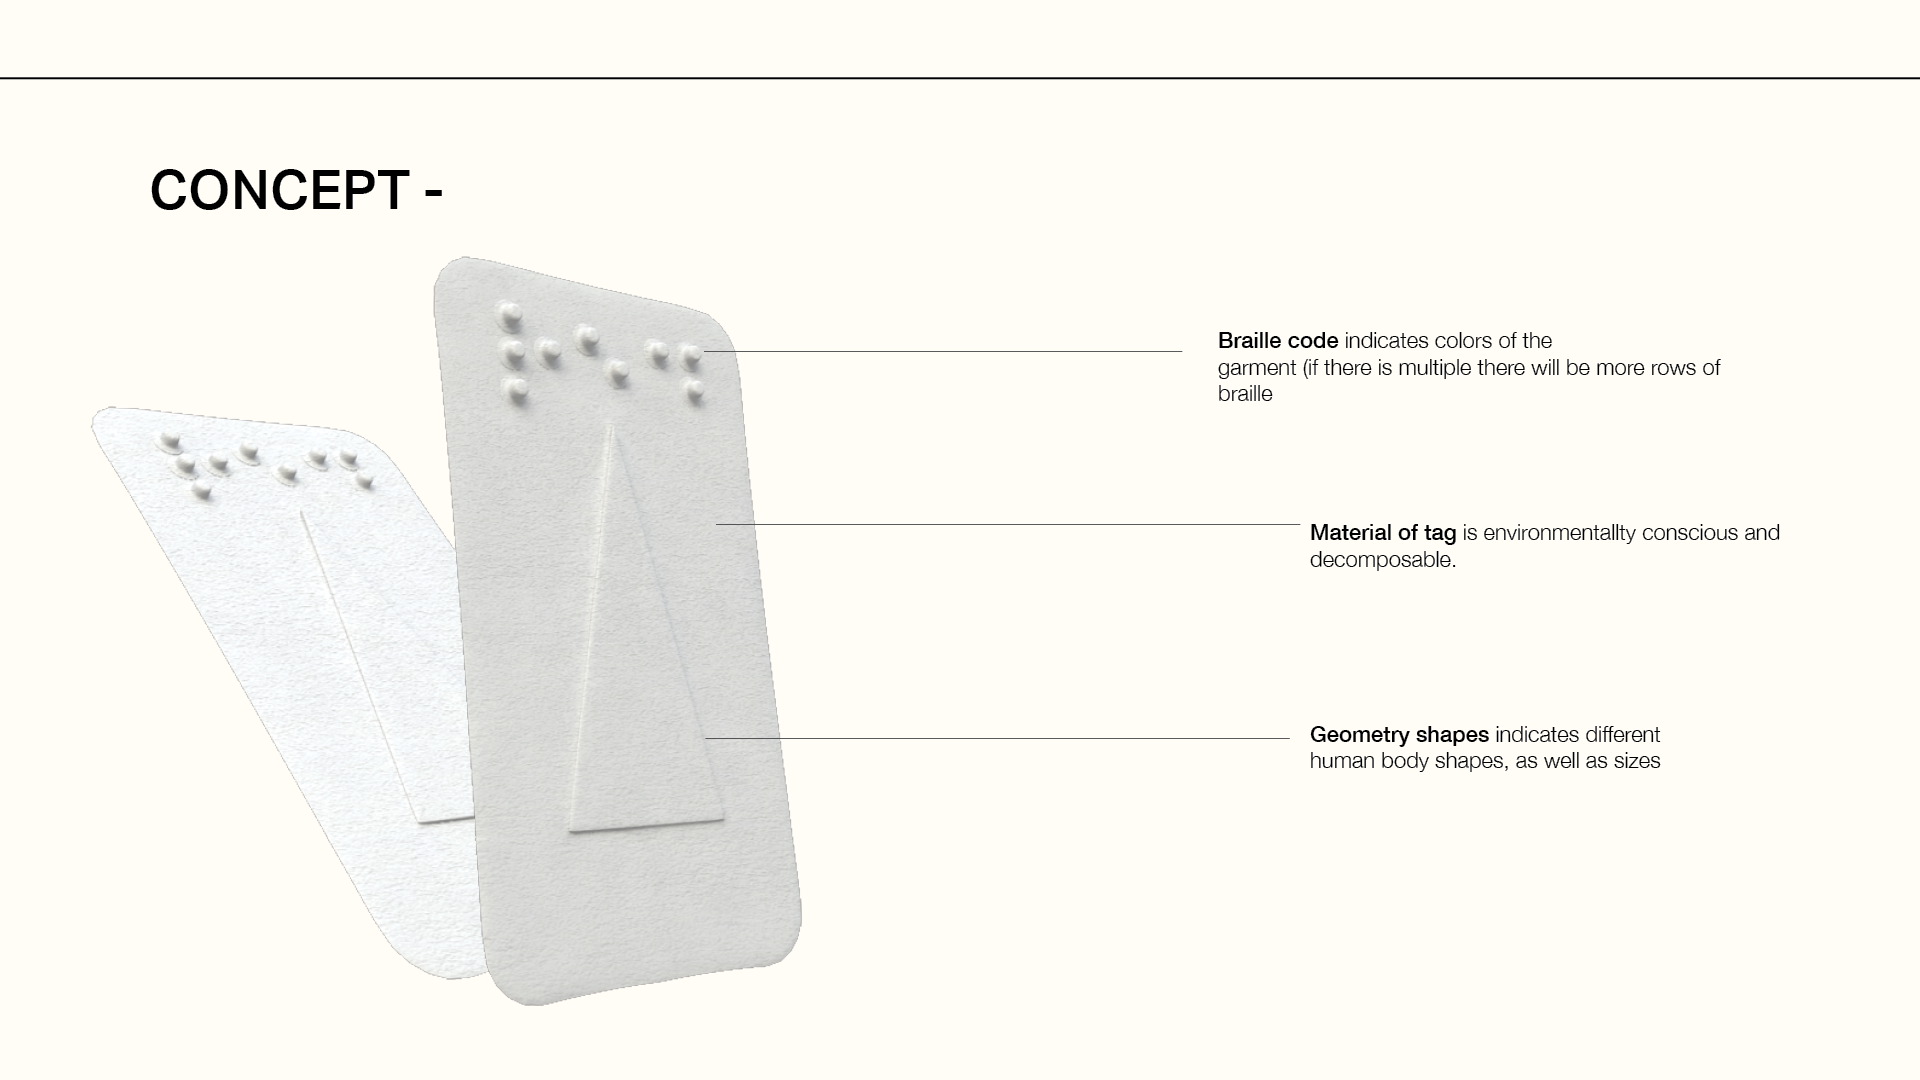 CONCEPT -
Braille code indicates colors of the
garment (if there is multiple there will be more rows of
braille
Material of tag is environmentallty conscious and
decomposable.
Geometry shapes indicates different
human body shapes, as well as sizes